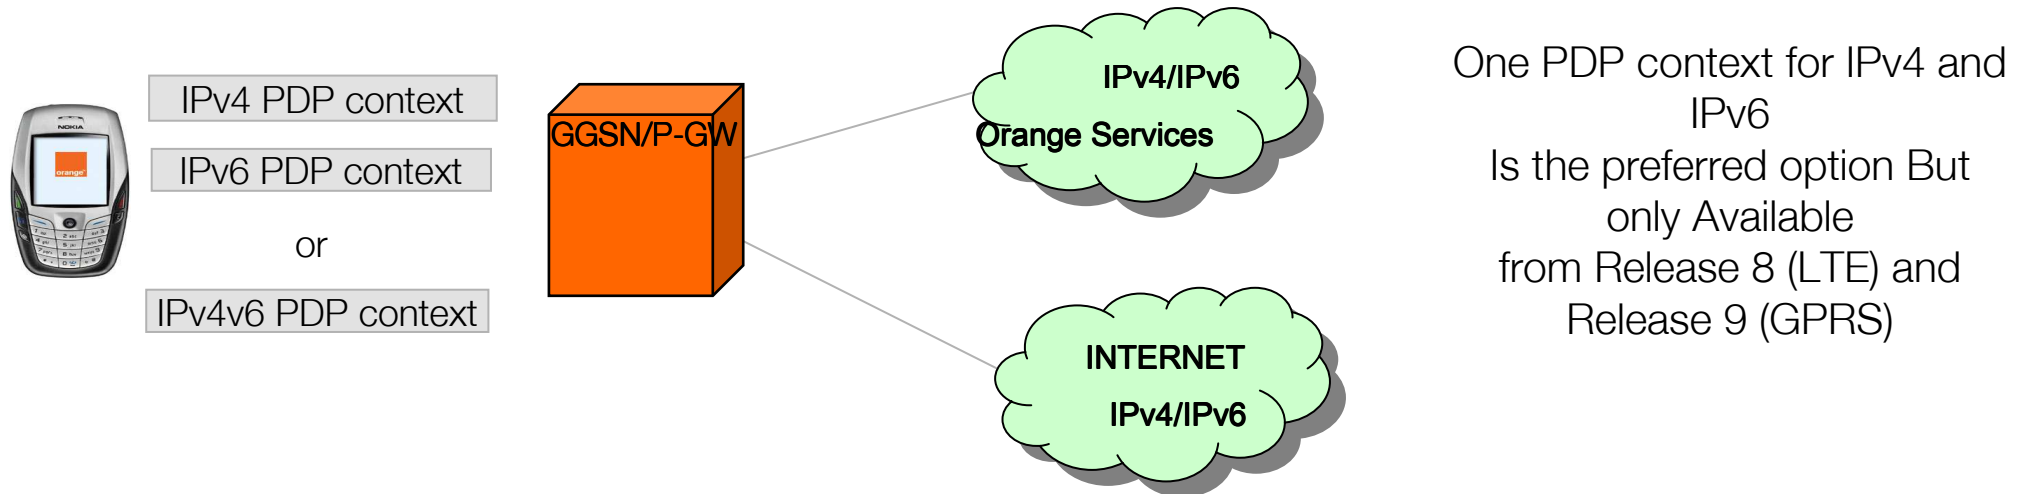 NOKIA
orange
IPv4 PDP context
IPv6 PDP context
or
IPv4v6 PDP context
GGSN/P-GW
IPv4/IPv6
Orange Services
INTERNET
IPv4/IPv6
One PDP context for IPv4 and
IPv6
Is the preferred option But
only Available
from Release 8 (LTE) and
Release 9 (GPRS)